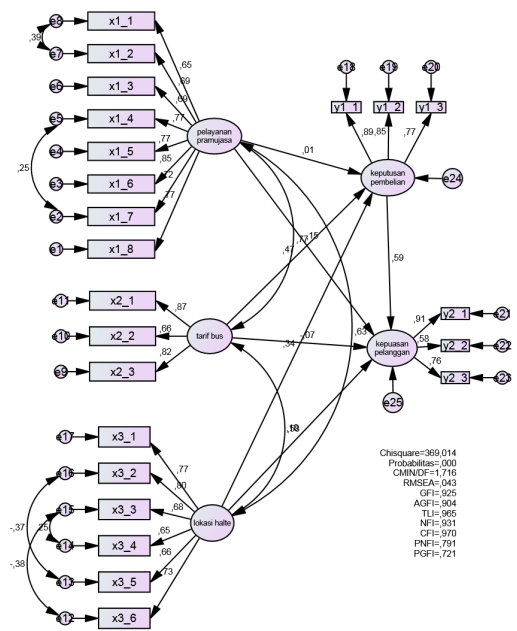 e8
x1_1
,39
e7
x1_2
e6
x1_3
e5
x1_4
e4
x1_5
,25
e3
x1_6
e2
x1_7
e1
x1_8
,65
,69
,69
,77
,77
,85
,72
,77
pelayanan
pramujasa
e18
e19
e20
y1_1
y1_2
y1_3
,89
,85
,77
,01
keputusan
pembelian
e24
,47
,15
,59
,63
e11
x2_1
e10
x2_2
e9
x2_3
,87
,66
,82
tarif bus
,34
-,07
kepuasan
pelanggan
e25
,91
,58
,76
y2_1
e21
y2_2
e22
y2_3
e23
e17
x3_1
e16
x3_2
e15
x3_3
e14
x3_4
e13
x3_5
e12
x3_6
-,37
,25
-,38
,77
,60
,68
,65
,66
,73
lokasi halte
Chisquare=369,014
Probabilitas=,000
CMIN/DF=1,716
RMSEA=,043
GFI=,925
AGFI=,904
TLI=,965
NFI=,931
CFI=,970
PNFI=,791
PGFI=,721